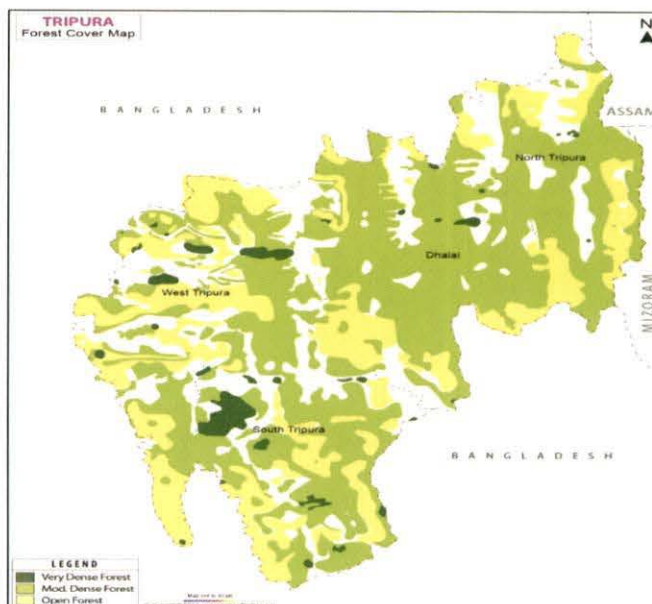 TRIPURA
Forest Cover Map
N
BANGLADESH
ASSAM
North Tripura
Dhalai
West Tripura
MIZORAM
South Tripura
BANGLADESH
LEGEND
Very Dense Forest
Mod. Dense Forest
Open Forest